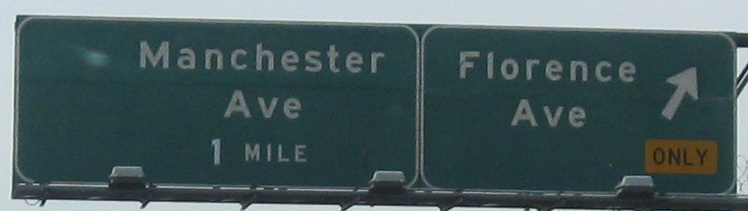 Manchester
Ave
1 MILE
Florence
Ave
ONLY